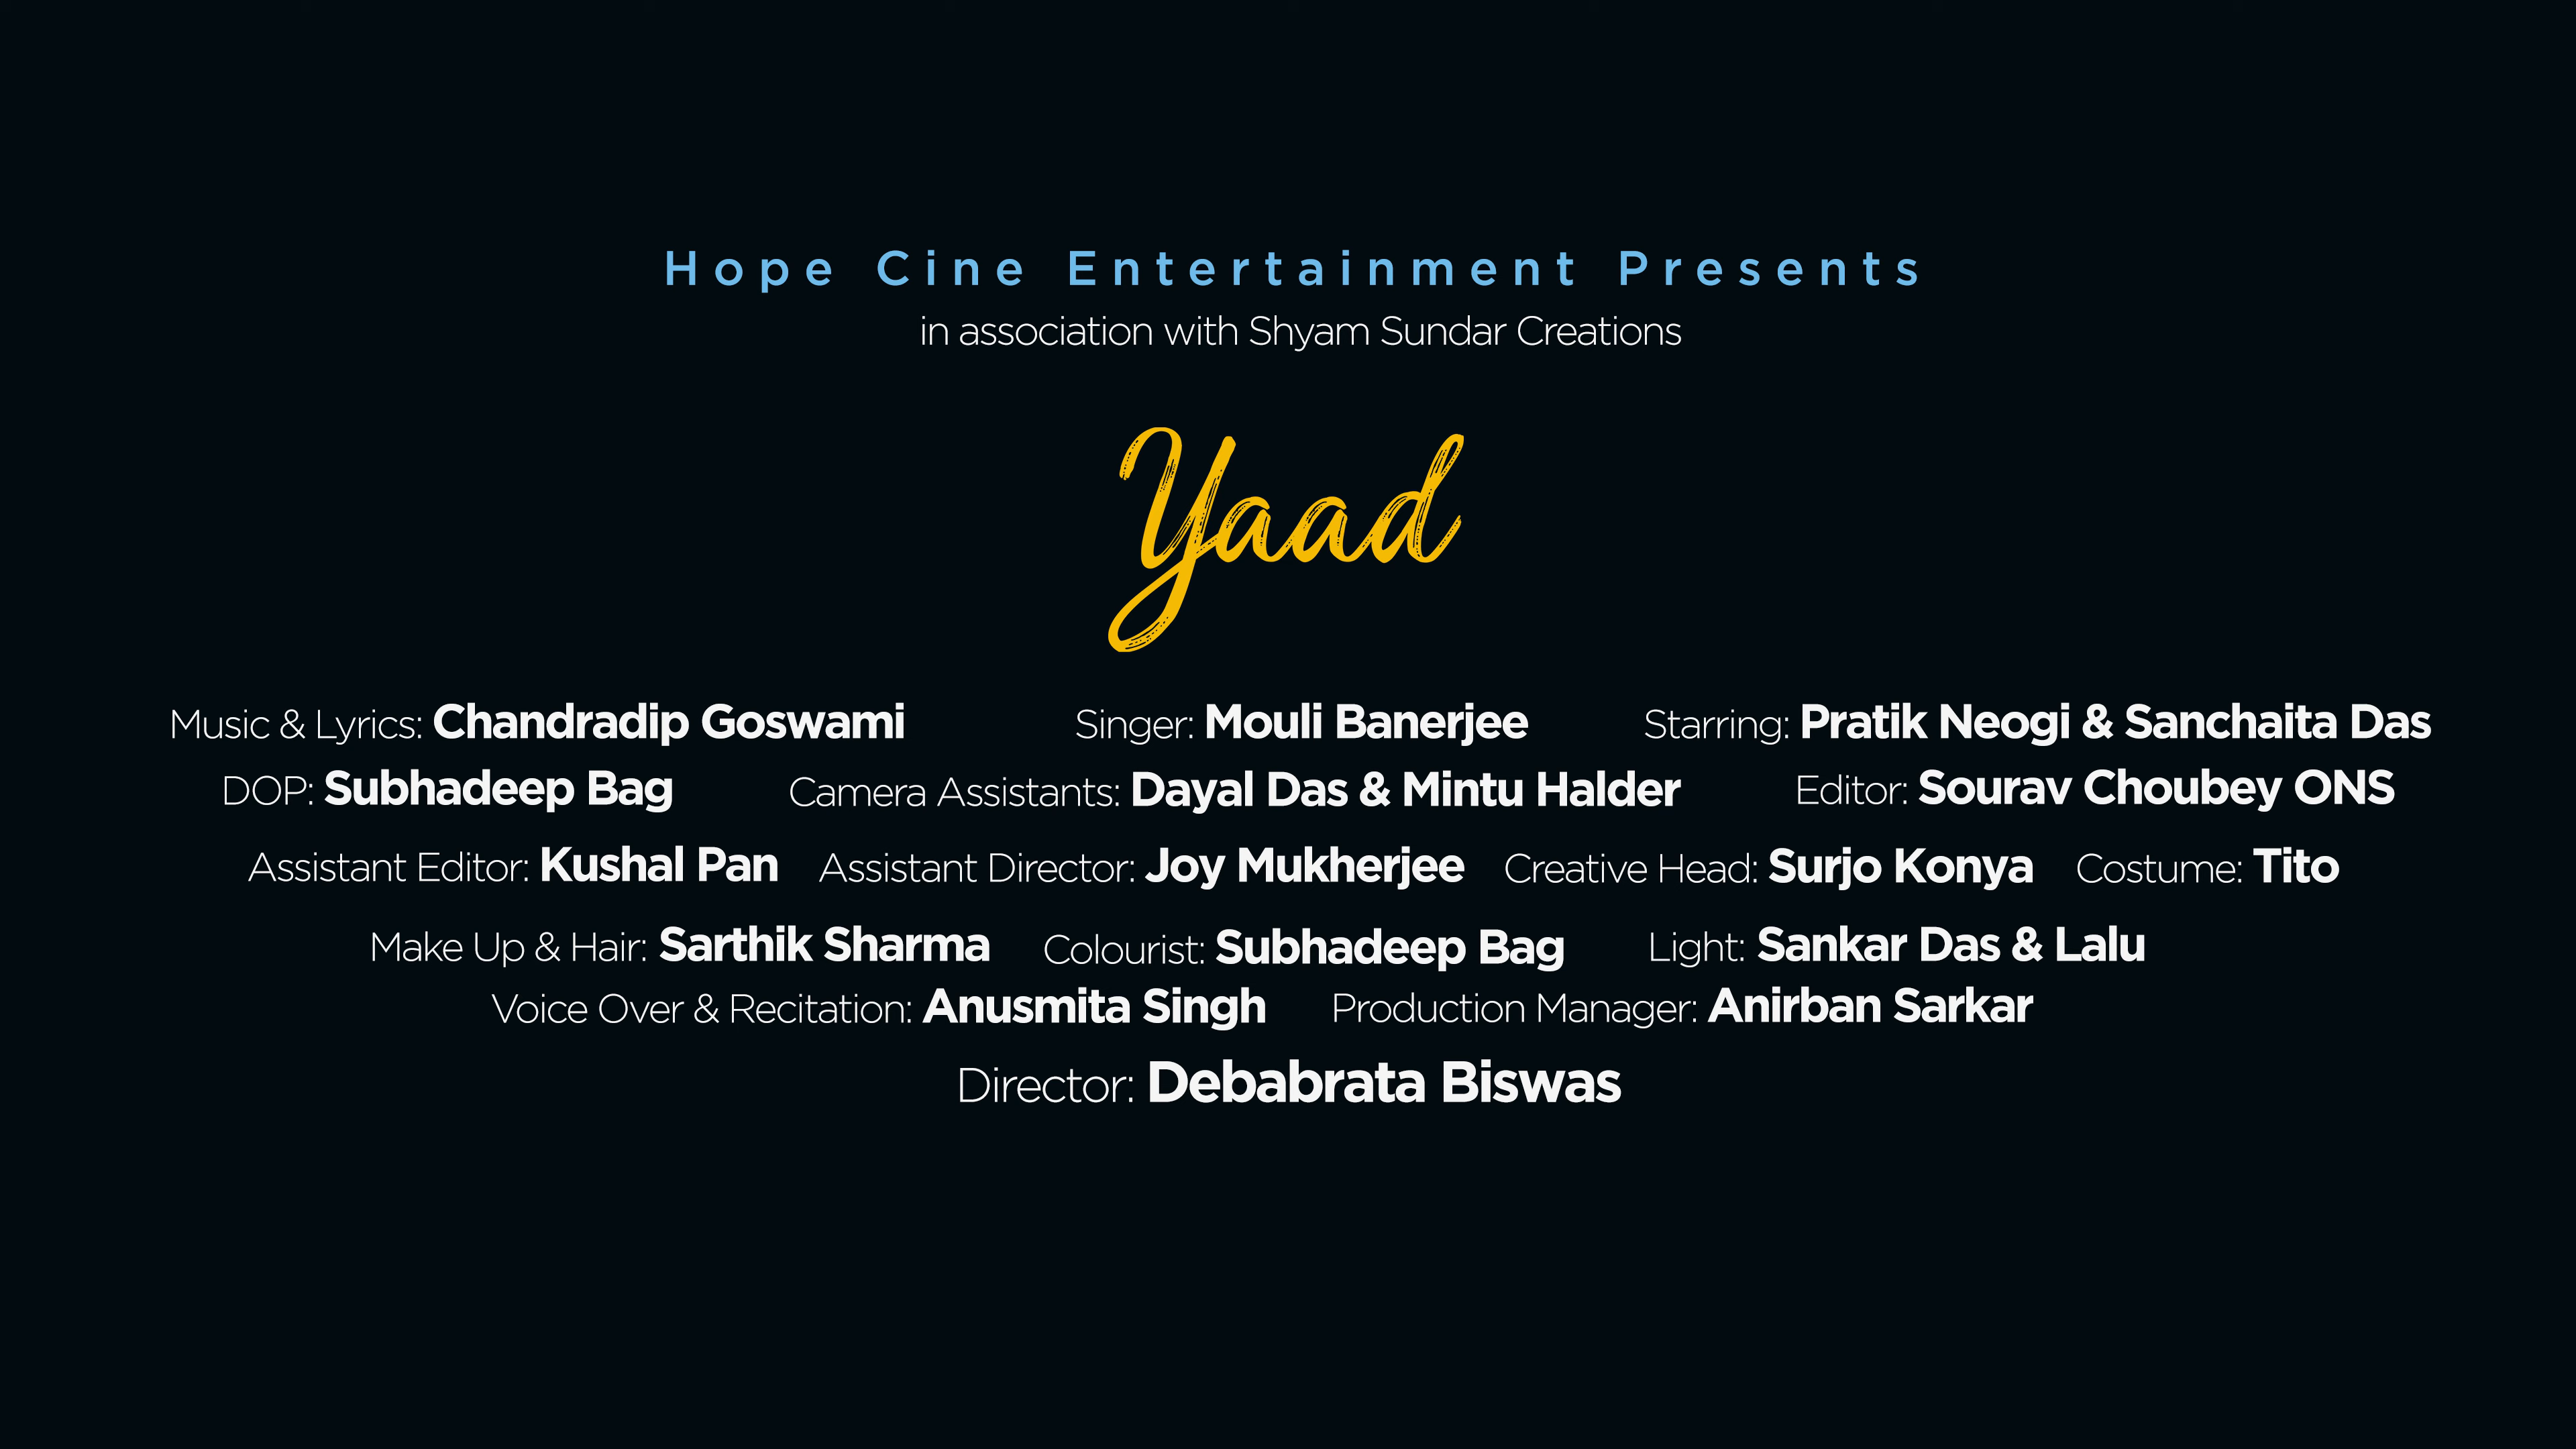 Hope Cine Entertainment Presents
in association with Shyam Sundar Creations
Yaad
Music & Lyrics: Chandradip Goswami Singer: Mouli Banerjee Starring: Pratik Neogi & Sanchaita Das
DOP: Subhadeep Bag Camera Assistants: Dayal Das & Mintu Halder Editor: Sourav Choubey ONS
Assistant Editor: Kushal Pan Assistant Director: Joy Mukherjee Creative Head: Surjo Konya Costume: Tito
Make Up & Hair: Sarthik Sharma Colourist: Subhadeep Bag Light: Sankar Das & Lalu
Voice Over & Recitation: Anusmita Singh Production Manager: Anirban Sarkar
Director: Debabrata Biswas